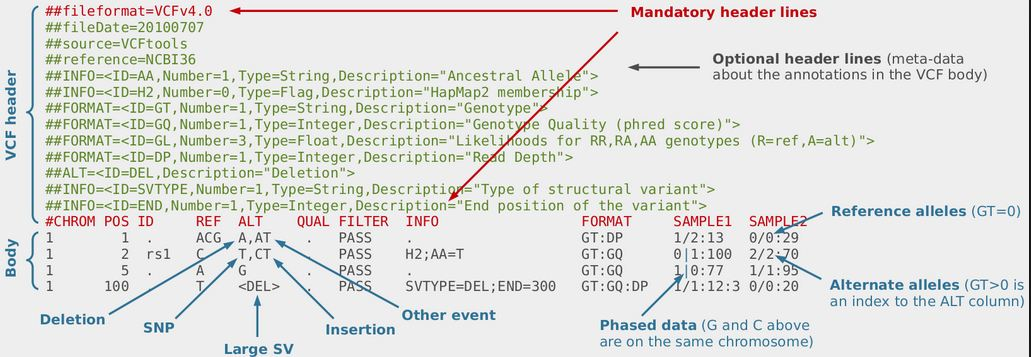 ##fileformat=VCFv4.0
Mandatory header lines
##fileDate=20100707
##source=VCFtools
##reference=NCBI36
Optional header lines (meta-data
about the annotations in the VCF body)
##INFO=<ID=AA,Number=1,Type=String,Description="Ancestral Allele">
##INFO=<ID=H2,Number=0,Type=Flag,Description="HapMap2 membership">
##FORMAT=<ID=GT,Number=1,Type=String,Description="Genotype">
##FORMAT=<ID=GQ,Number=1,Type=Integer,Description="Genotype Quality (phred score)">
##FORMAT=<ID=GL,Number=3,Type=Float,Description="Likelihoods for RR,RA,AA genotypes (R=ref,A=alt)">
##FORMAT=<ID=DP,Number=1,Type=Integer,Description="Read Depth">
##ALT=<ID=DEL,Description="Deletion">
##INFO=<ID=SVTYPE,Number=1,Type=String,Description="Type of structural variant">
##INFO=<ID=END,Number=1,Type=Integer,Description="End position of the variant">
VCF header
#CHROM POS ID REF ALT QUAL FILTER INFO FORMAT SAMPLE1 SAMPLE2
1 1 . ACG A,AT . PASS . GT:DP 1/2:13 0/0:29
1 2 rs1 C T,CT . PASS H2;AA=T GT:GQ 0|1:100 2/2:70
1 5 . A G . PASS . GT:GQ 1|0:77 1/1:95
1 100 . T <DEL> . PASS SVTYPE=DEL;END=300 GT:GQ:DP 1/1:12:3 0/0:20
Body
Reference alleles (GT=0)
Alternate alleles (GT>0 is
an index to the ALT column)
Deletion
SNP
Large SV
Insertion
Other event
Phased data (G and C above
are on the same chromosome)